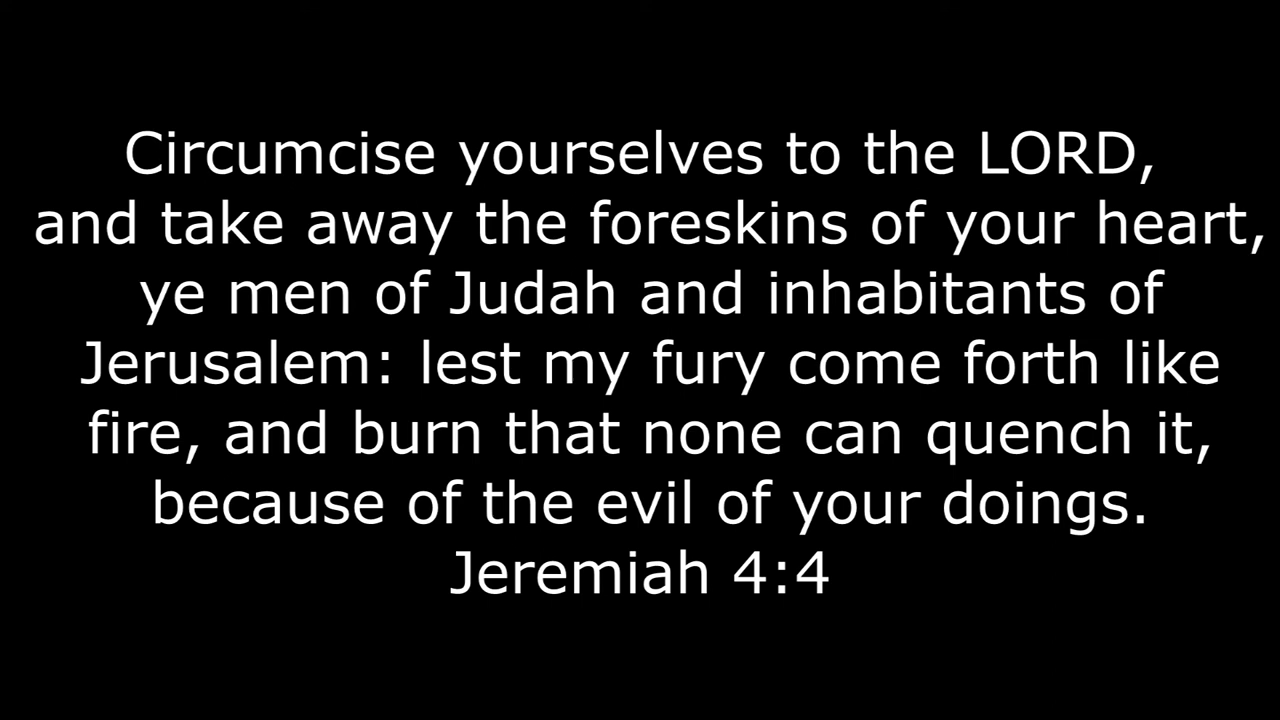 Circumcise yourselves to the LORD,
and take away the foreskins of your heart,
ye men of Judah and inhabitants of
Jerusalem: lest my fury come forth like
fire, and burn that none can quench it,
because of the evil of your doings.
Jeremiah 4:4